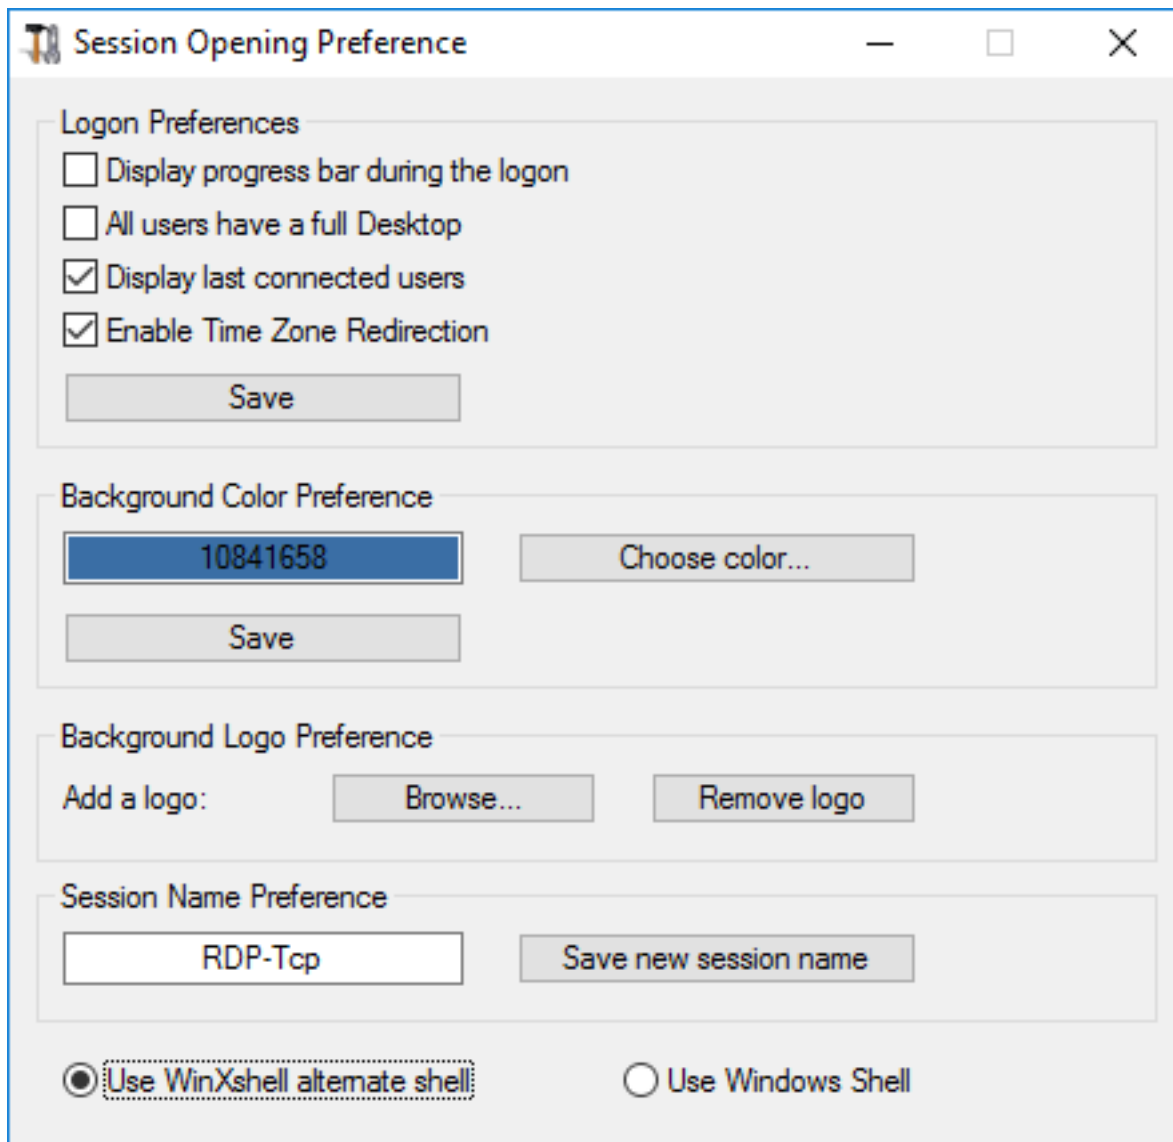 Session Opening Preference
Logon Preferences
Display progress bar during the logon
All users have a full Desktop
Display last connected users
Enable Time Zone Redirection
Save
Background Color Preference
10841658 Choose color...
Save
Background Logo Preference
Add a logo: Browse... Remove logo
Session Name Preference
RDP-Tcp Save new session name
Use WinXshell alternate shell Use Windows Shell